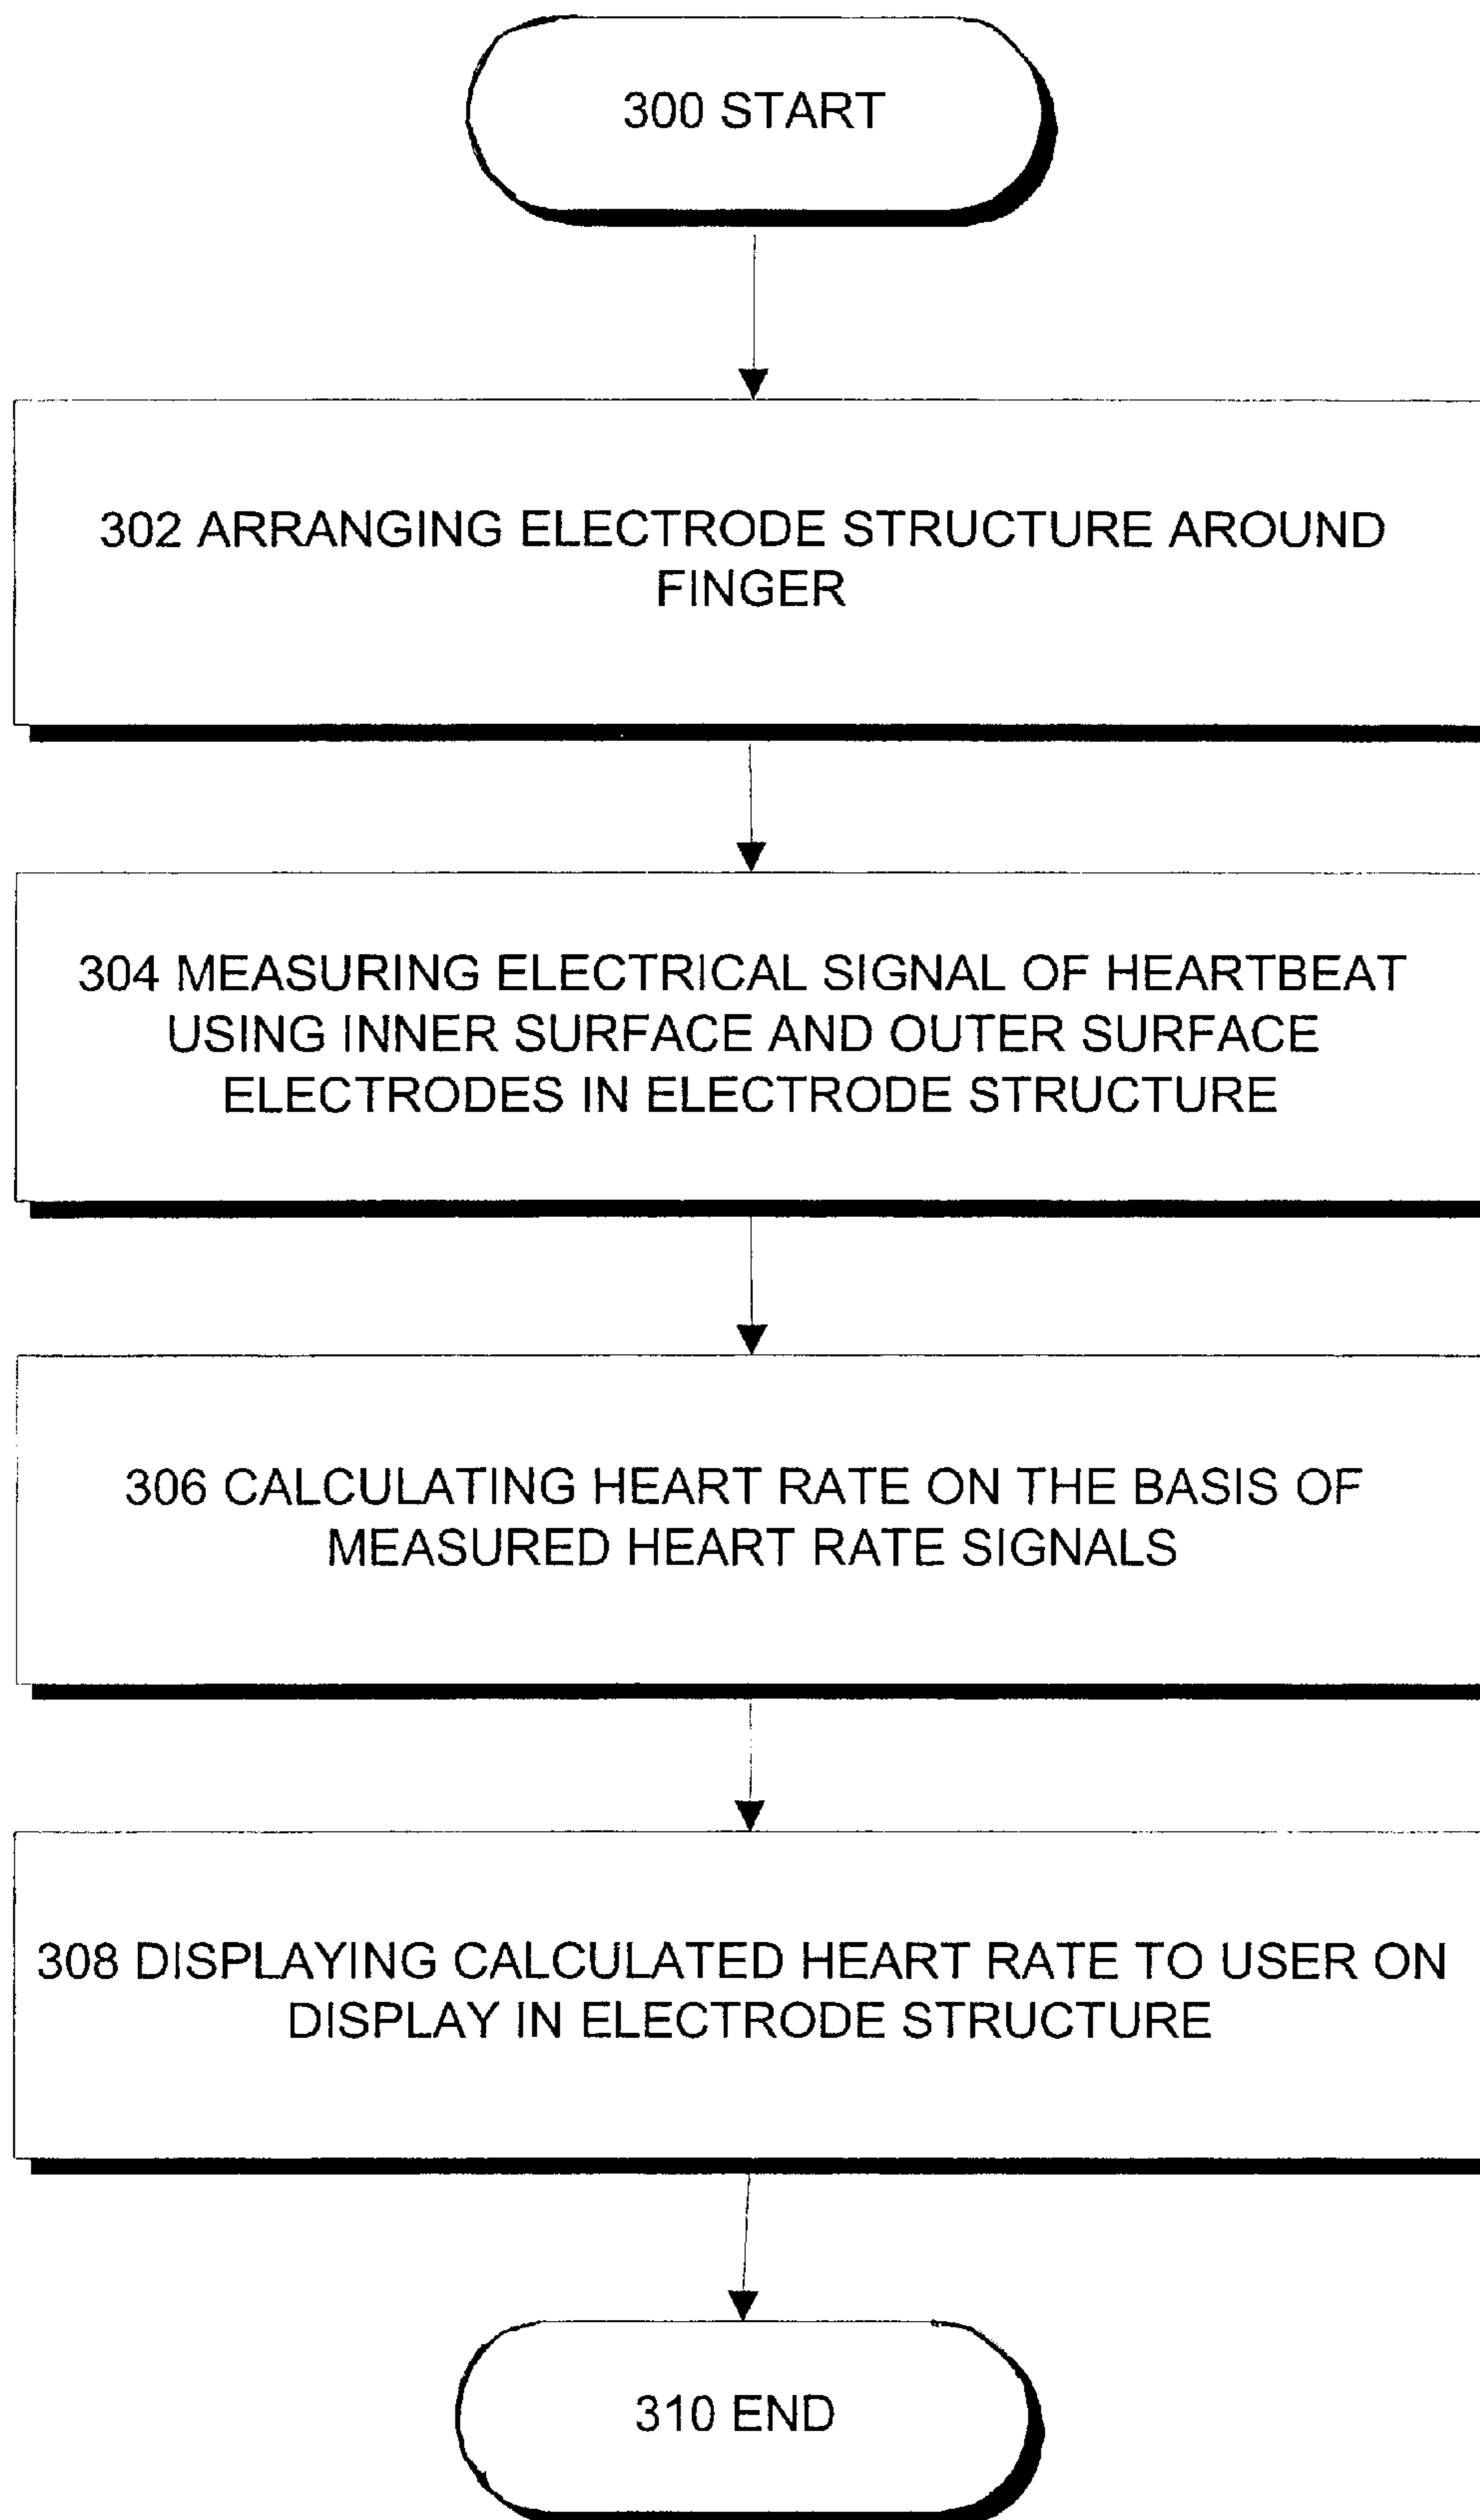 300 START
302 ARRANGING ELECTRODE STRUCTURE AROUND
FINGER
304 MEASURING ELECTRICAL SIGNAL OF HEARTBEAT
USING INNER SURFACE AND OUTER SURFACE
ELECTRODES IN ELECTRODE STRUCTURE
306 CALCULATING HEART RATE ON THE BASIS OF
MEASURED HEART RATE SIGNALS
308 DISPLAYING CALCULATED HEART RATE TO USER ON
DISPLAY IN ELECTRODE STRUCTURE
310 END